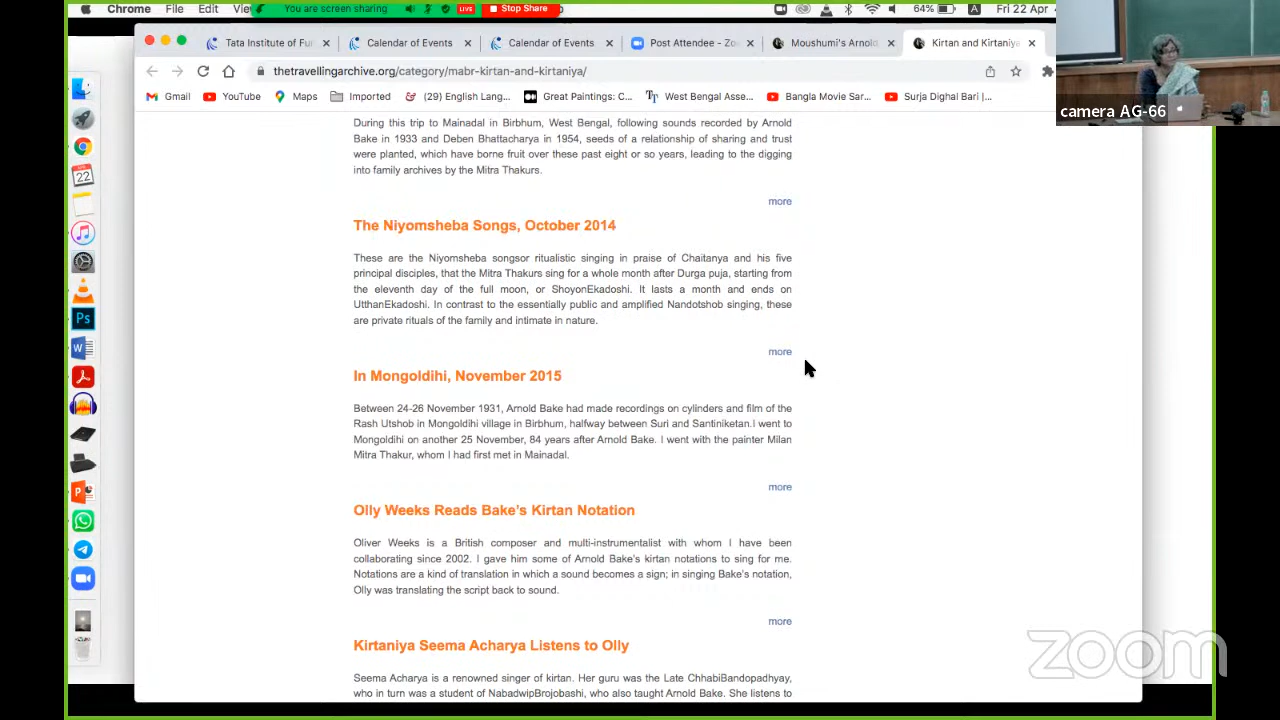 Chrome File Edit Vie You are screen sharing LIVE Stop Share 64% A Fri 22 Apr
Tata Institute of Fur Calendar of Events Calendar of Events Post Attendee - Zo Moushumi's Arnold Kirtan and Kirtaniya
thetravellingarchive.org/category/mabr-kirtan-and-kirtaniya/
Gmail YouTube Maps Imported (29) English Lang... Great Paintings: C... West Bengal Asse... Bangla Movie Sar... Surja Dighal Bari |...
camera AG-66
During this trip to Mainadal in Birbhum, West Bengal, following sounds recorded by Arnold
Bake in 1933 and Deben Bhattacharya in 1954, seeds of a relationship of sharing and trust
were planted, which have borne fruit over these past eight or so years, leading to the digging
into family archives by the Mitra Thakurs.
more
The Niyomsheba Songs, October 2014
These are the Niyomsheba songsor ritualistic singing in praise of Chaitanya and his five
principal disciples, that the Mitra Thakurs sing for a whole month after Durga puja, starting from
the eleventh day of the full moon, or ShoyonEkadoshi. It lasts a month and ends on
UtthanEkadoshi. In contrast to the essentially public and amplified Nandotshob singing, these
are private rituals of the family and intimate in nature.
more
In Mongoldihi, November 2015
Between 24-26 November 1931, Arnold Bake had made recordings on cylinders and film of the
Rash Utshob in Mongoldihi village in Birbhum, halfway between Suri and Santiniketan.I went to
Mongoldihi on another 25 November, 84 years after Arnold Bake. I went with the painter Milan
Mitra Thakur, whom I had first met in Mainadal.
more
Olly Weeks Reads Bake's Kirtan Notation
Oliver Weeks is a British composer and multi-instrumentalist with whom I have been
collaborating since 2002. I gave him some of Arnold Bake's kirtan notations to sing for me.
Notations are a kind of translation in which a sound becomes a sign; in singing Bake's notation,
Olly was translating the script back to sound.
more
Kirtaniya Seema Acharya Listens to Olly
Seema Acharya is a renowned singer of kirtan. Her guru was the Late ChhabiBandopadhyay,
who in turn was a student of NabadwipBrojobashi, who also taught Arnold Bake. She listens to
zoom